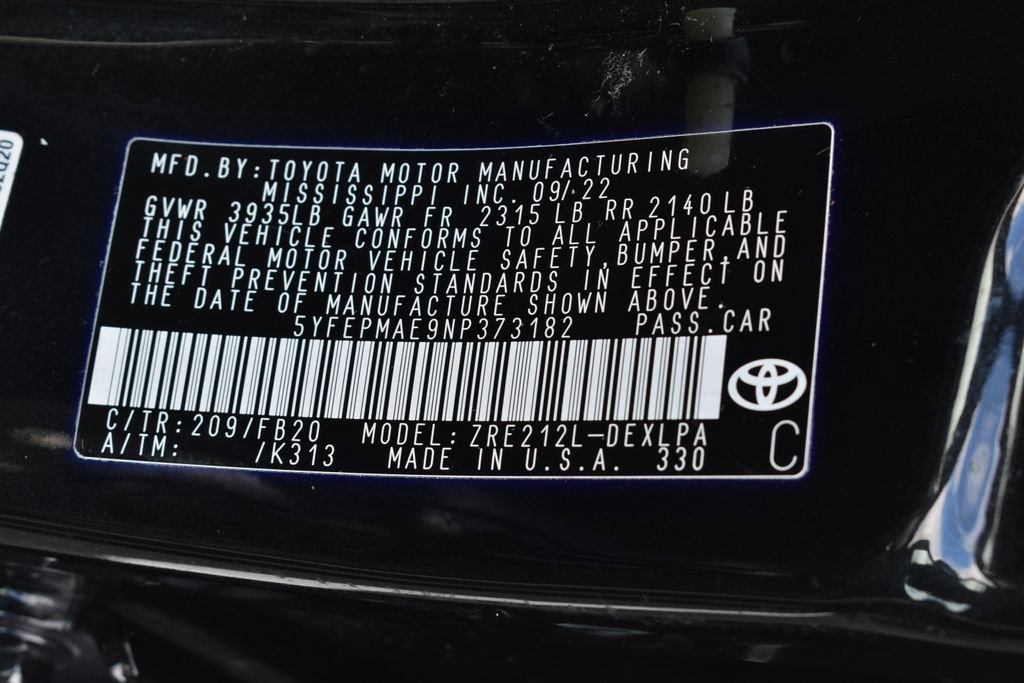 MFD.BY:TOYOTA MOTOR MANUFACTURING
MISSISSIPPI INC. 09/22
GVWR 3935LB GAWR FR 2315 LB RR 2140 LB
THIS VEHICLE CONFORMS TO ALL APPLICABLE
FEDERAL MOTOR VEHICLE SAFETY,BUMPER,AND
THEFT PREVENTION STANDARDS IN EFFECT ON
THE DATE OF MANUFACTURE SHOWN ABOVE.
5YFEPMAE9NP373182 PASS.CAR
C/TR:209/FB20 MODEL:ZRE212L-DEXLPA
A/TM: /K313 MADE IN U.S.A. 330
C